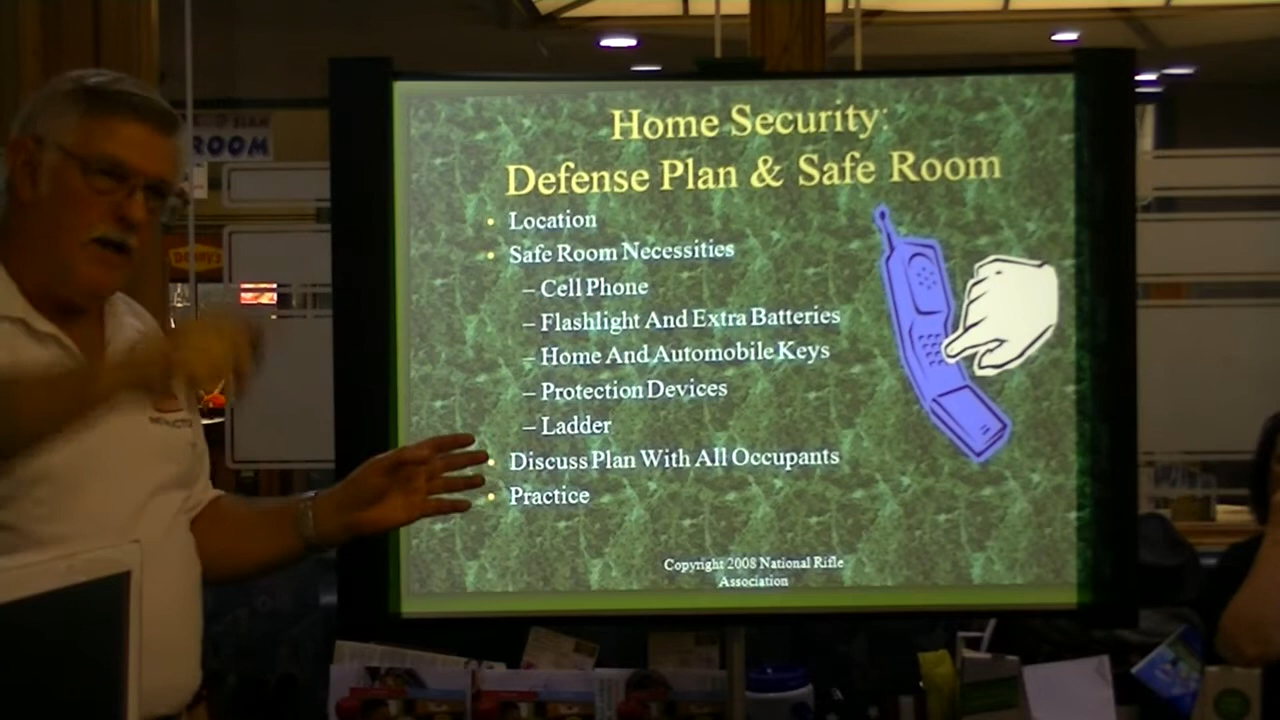 Home Security:
Defense Plan & Safe Room
• Location
• Safe Room Necessities
– Cell Phone
– Flashlight And Extra Batteries
– Home And Automobile Keys
– Protection Devices
– Ladder
• Discuss Plan With All Occupants
• Practice
Copyright 2008 National Rifle
Association
ROOM
DENNY'S